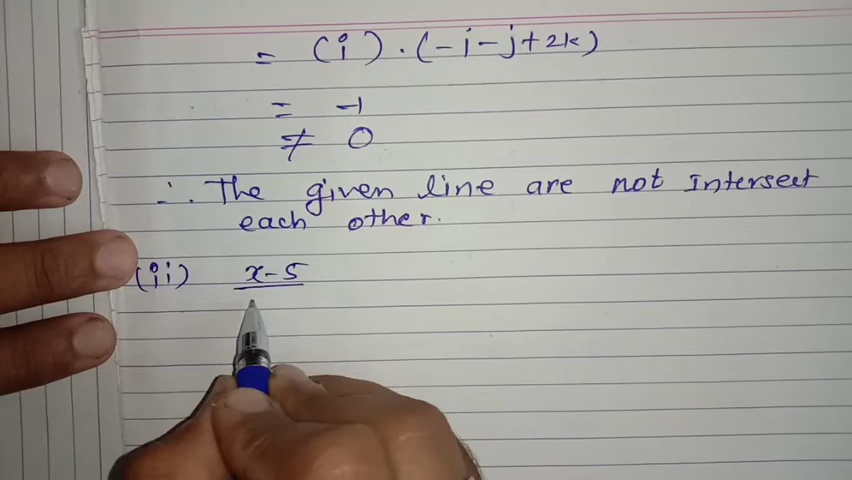 = (i) . (-i-j+2k)
= -1
≠ 0
∴ The given line are not Intersect
each other.
(ii) x-5